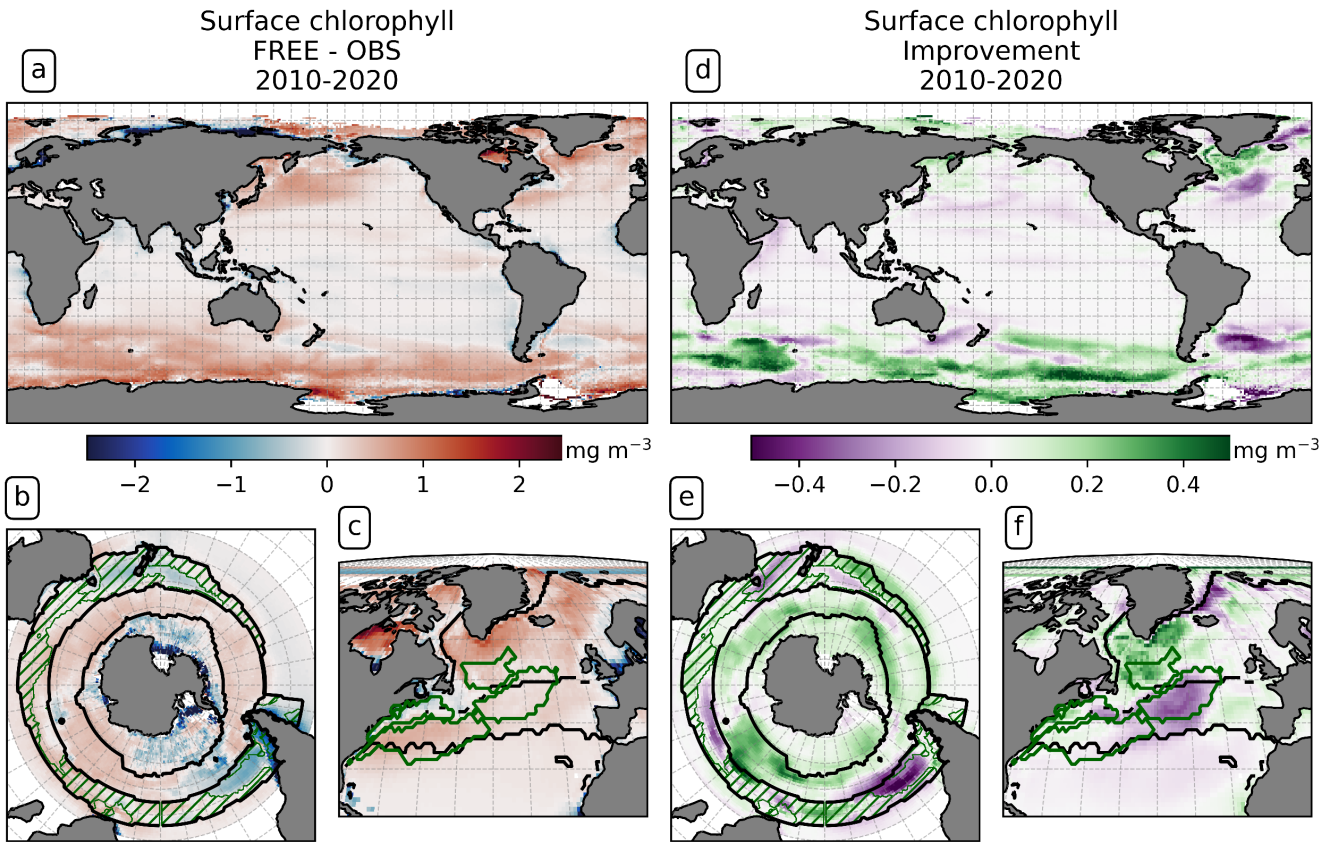 Surface chlorophyll
FREE - OBS
2010-2020
a
Surface chlorophyll
Improvement
2010-2020
d
−2 −1 0 1 2
mg m⁻³
−0.4 −0.2 0.0 0.2 0.4
mg m⁻³
b
c
e
f